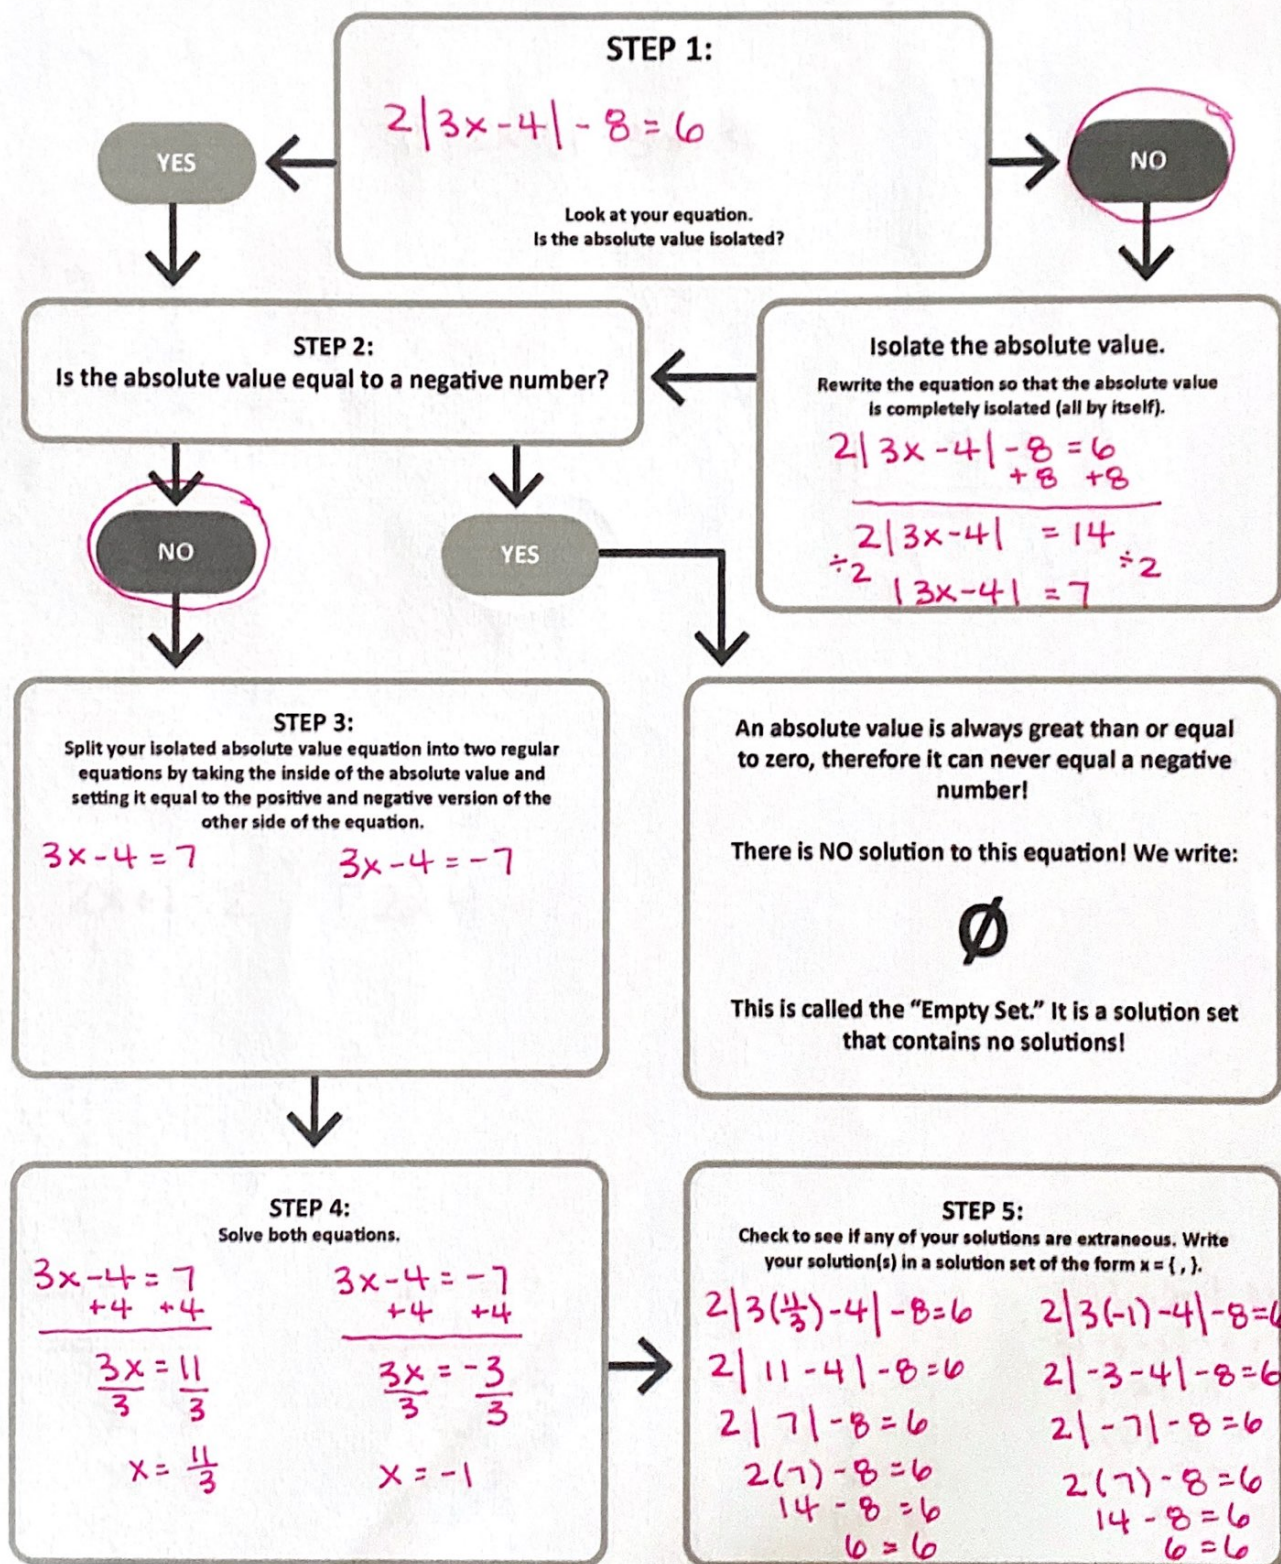 STEP 1:
2|3x-4| - 8 = 6
YES
NO
Look at your equation.
Is the absolute value isolated?
STEP 2:
Is the absolute value equal to a negative number?
Isolate the absolute value.
Rewrite the equation so that the absolute value
is completely isolated (all by itself).
2|3x-4| - 8 = 6
+8 +8
2|3x-4| = 14
÷2 ÷2
|3x-4| = 7
NO
YES
STEP 3:
Split your isolated absolute value equation into two regular
equations by taking the inside of the absolute value and
setting it equal to the positive and negative version of the
other side of the equation.
3x-4 = 7
3x-4 = -7
An absolute value is always great than or equal
to zero, therefore it can never equal a negative
number!
There is NO solution to this equation! We write:
Ø
This is called the “Empty Set.” It is a solution set
that contains no solutions!
STEP 4:
Solve both equations.
3x-4 = 7
+4 +4
3x = 11
3 3
x = 11/3
3x-4 = -7
+4 +4
3x = -3
3 3
x = -1
STEP 5:
Check to see if any of your solutions are extraneous. Write
your solution(s) in a solution set of the form x = { , }.
2|3(11/3)-4| - 8 = 6
2|11-4| - 8 = 6
2|7| - 8 = 6
2(7) - 8 = 6
14 - 8 = 6
6 = 6
2|3(-1)-4| - 8 = 6
2|-3-4| - 8 = 6
2|-7| - 8 = 6
2(7) - 8 = 6
14 - 8 = 6
6 = 6